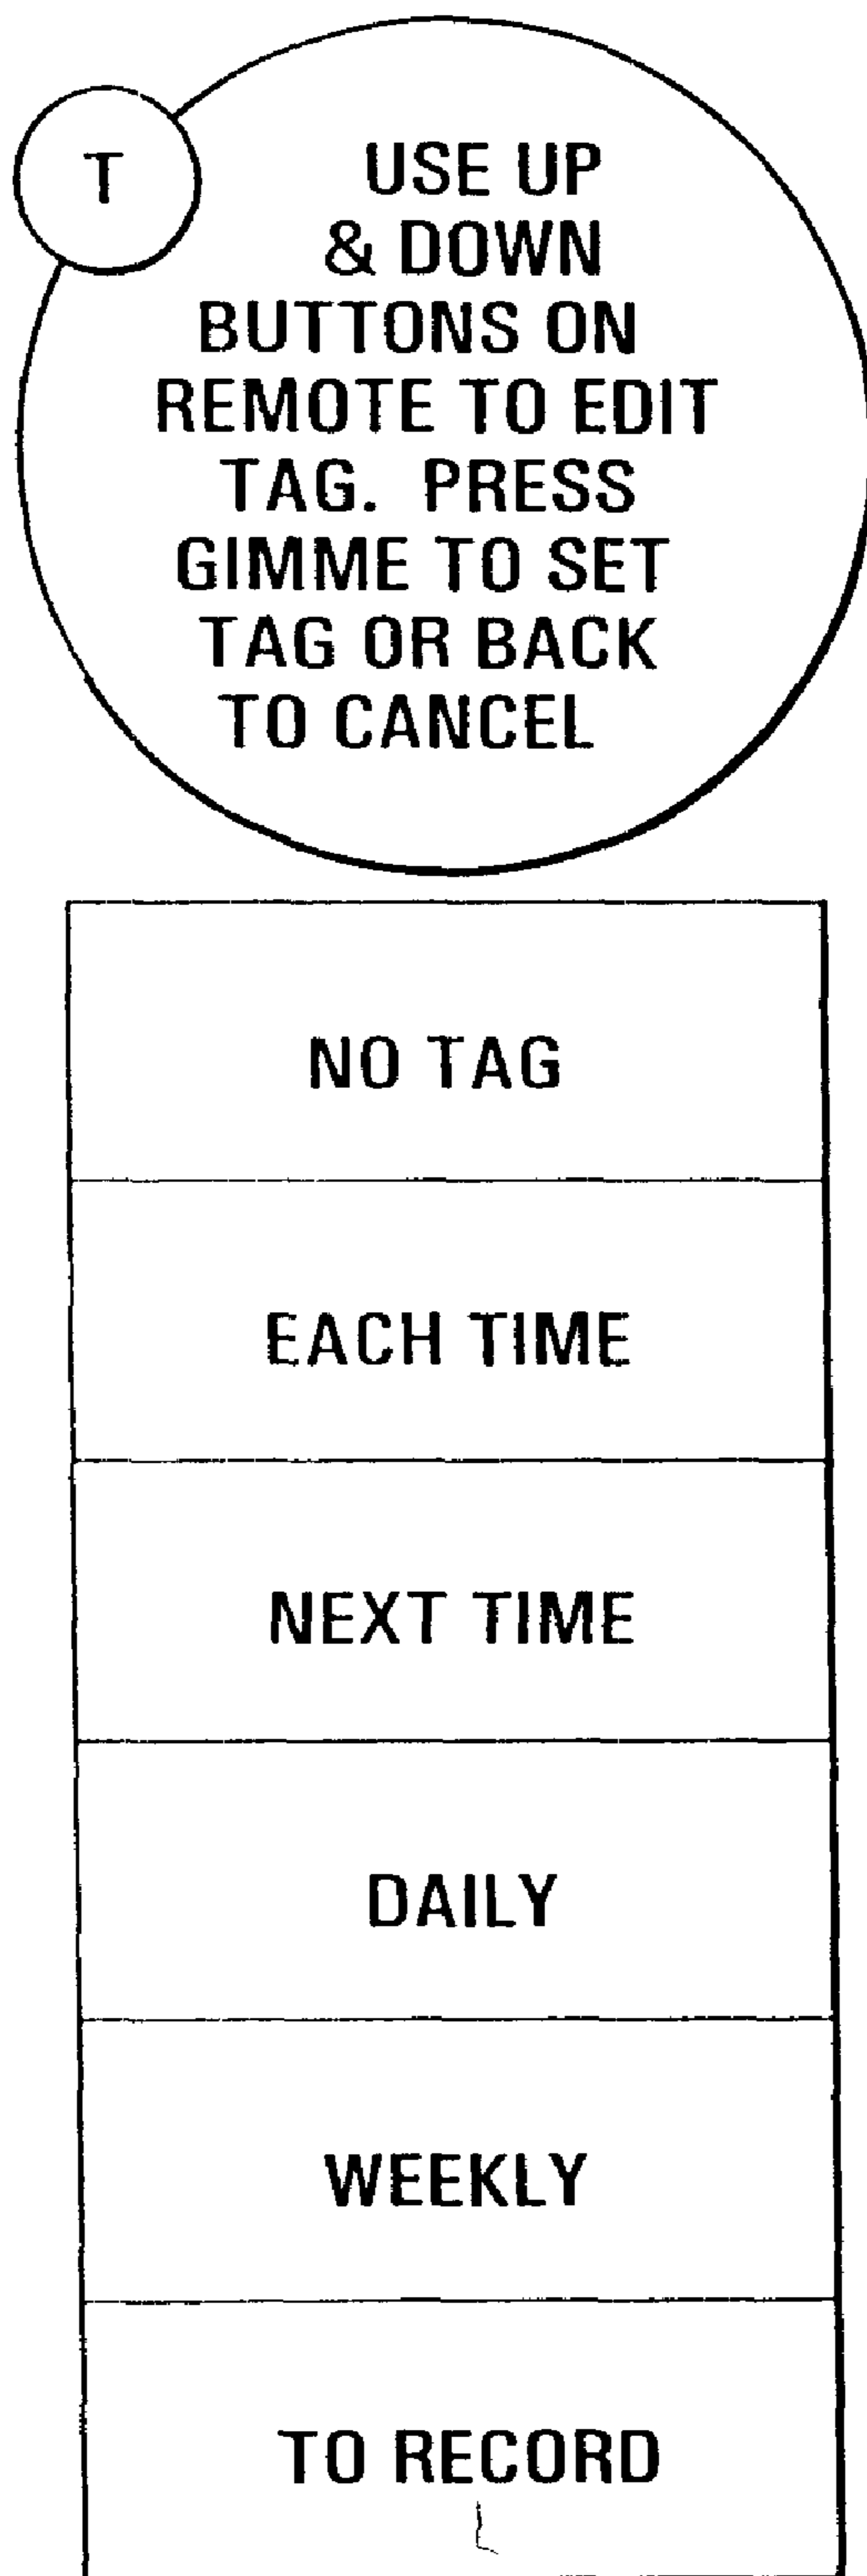 T
USE UP
& DOWN
BUTTONS ON
REMOTE TO EDIT
TAG. PRESS
GIMME TO SET
TAG OR BACK
TO CANCEL
NO TAG
EACH TIME
NEXT TIME
DAILY
WEEKLY
TO RECORD